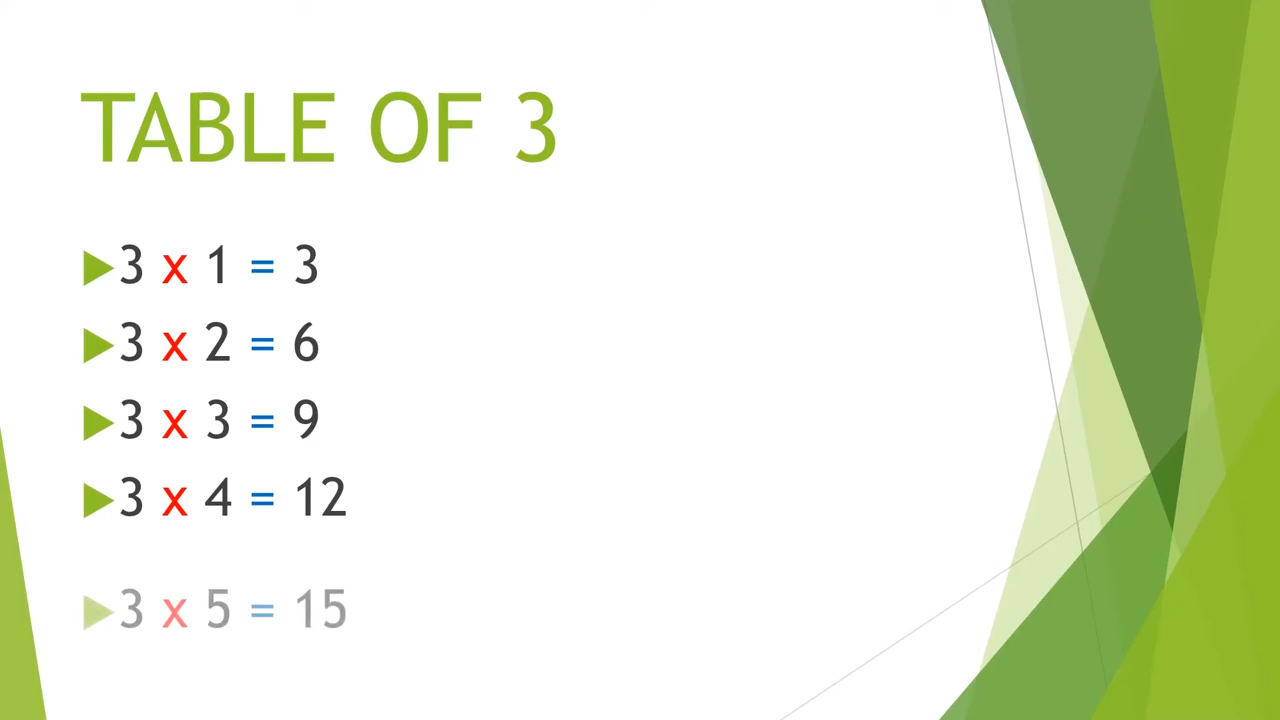 TABLE OF 3
3 x 1 = 3
3 x 2 = 6
3 x 3 = 9
3 x 4 = 12
3 x 5 = 15